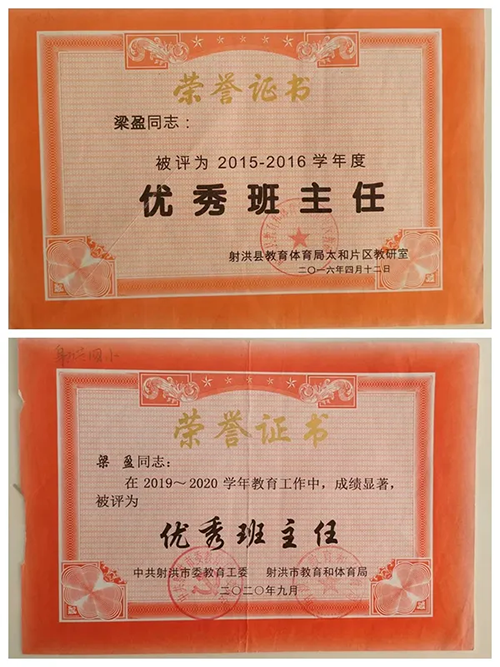 荣誉证书
梁盈同志：
被评为 2015-2016 学年度
优秀班主任
射洪县教育体育局太和片区教研室
二〇一六年四月十二日
荣誉证书
梁 盈同志：
在 2019～2020 学年教育工作中，成绩显著，
被评为
优秀班主任
中共射洪市委教育工委 射洪市教育和体育局
二〇二〇年九月